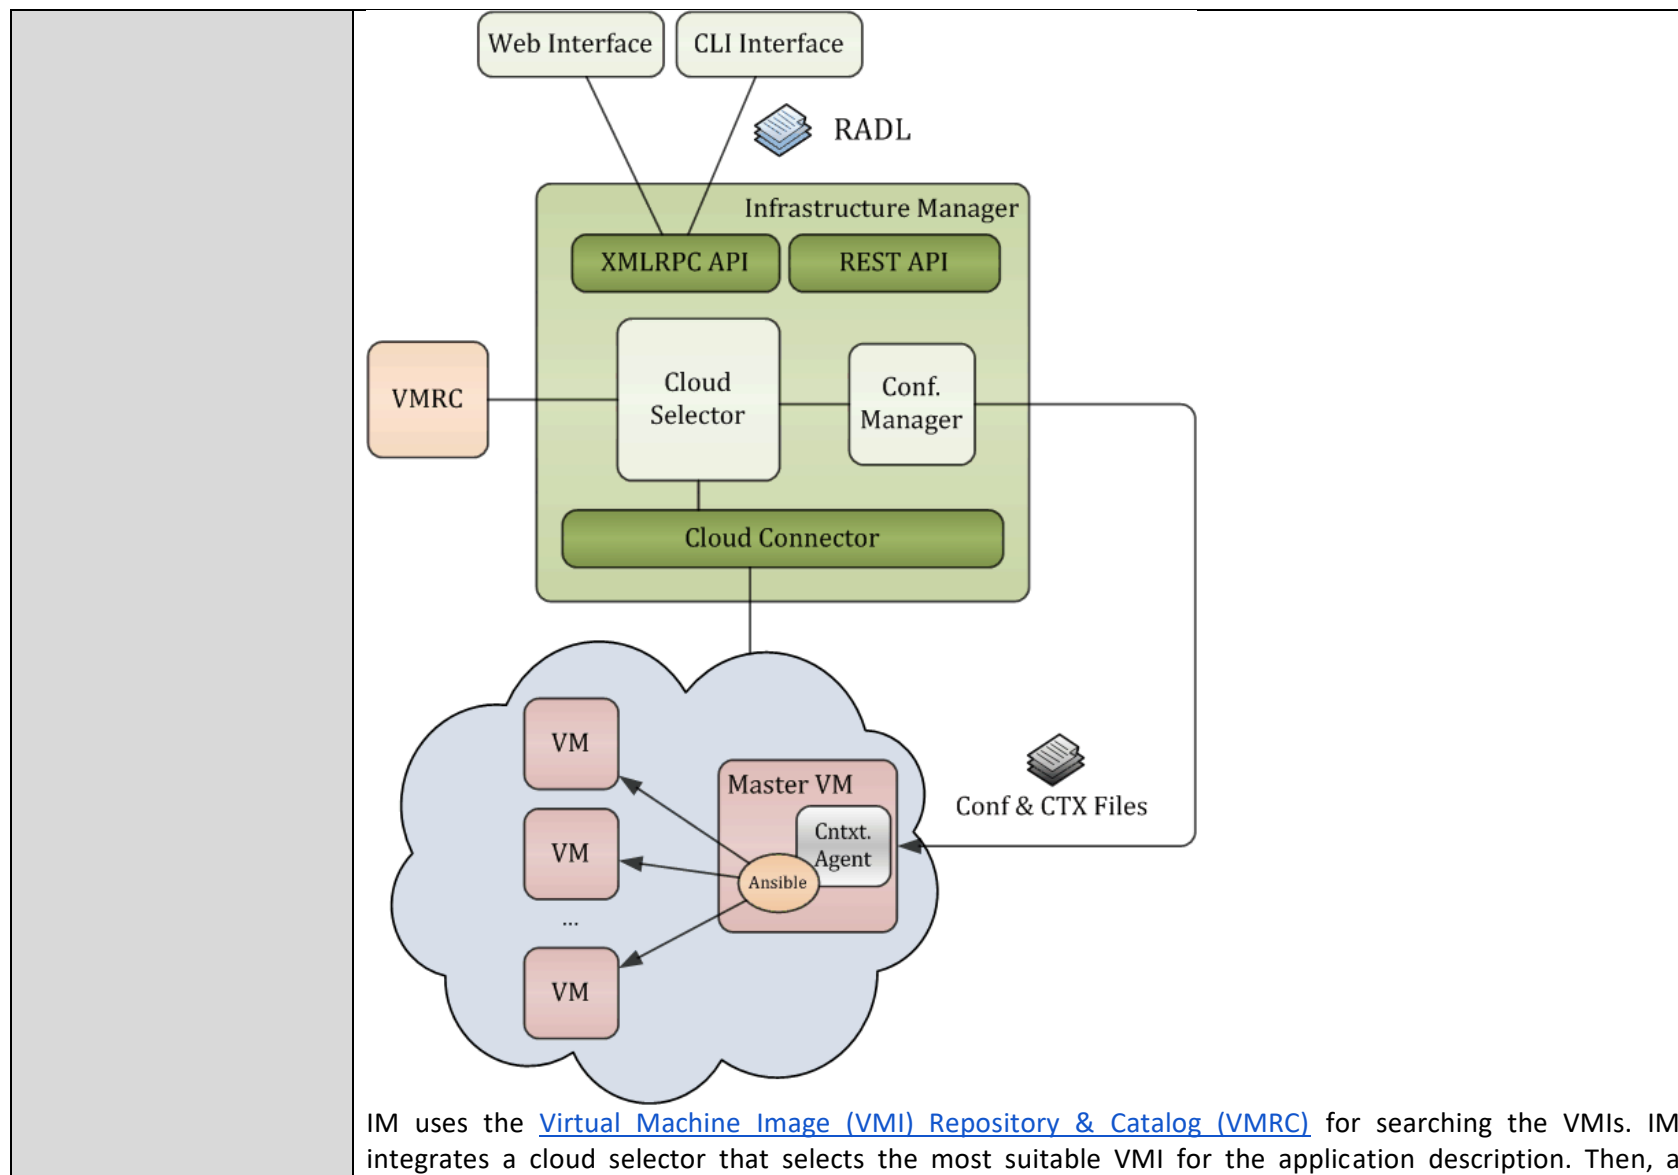 Web Interface
CLI Interface
RADL
Infrastructure Manager
XMLRPC API
REST API
VMRC
Cloud
Selector
Conf.
Manager
Cloud Connector
VM
Master VM
Cntxt.
Agent
Conf & CTX Files
VM
Ansible
...
VM
IM uses the Virtual Machine Image (VMI) Repository & Catalog (VMRC) for searching the VMIs. IM
integrates a cloud selector that selects the most suitable VMI for the application description. Then, a